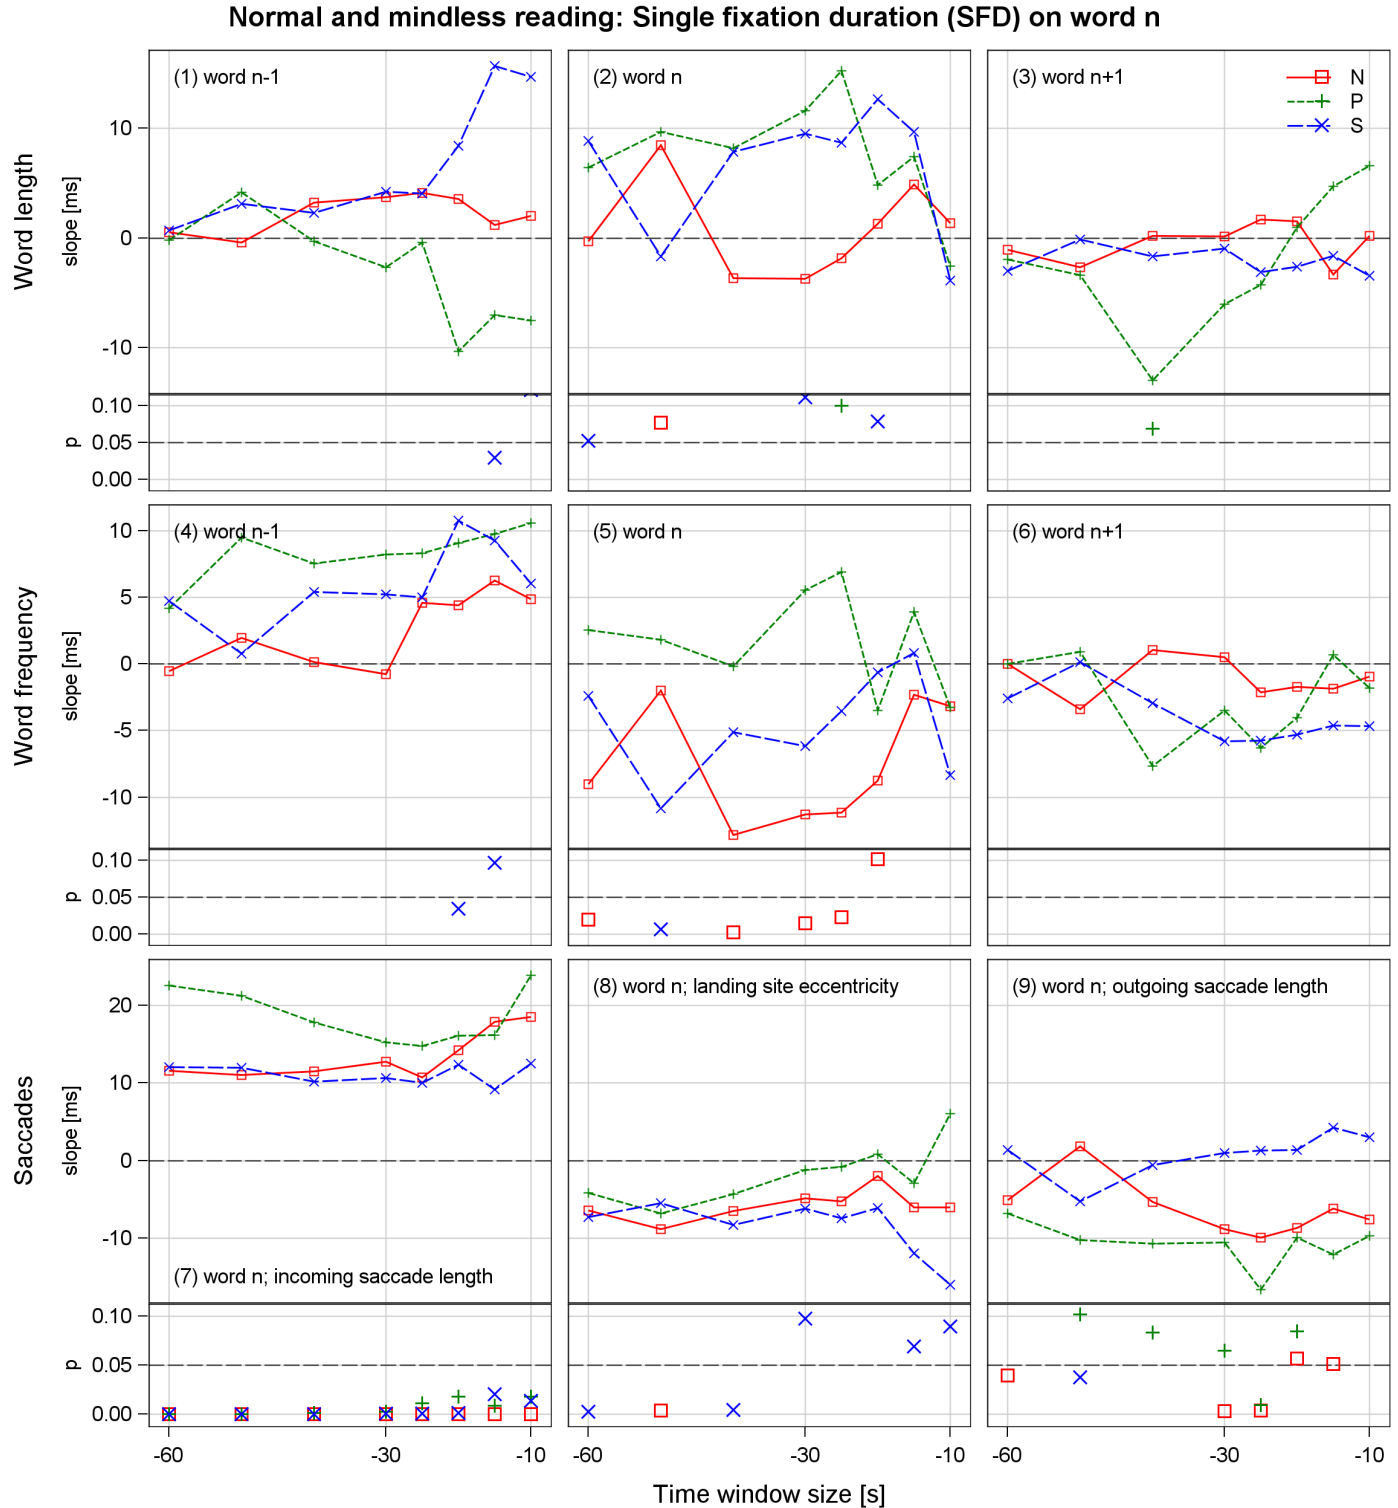 Normal and mindless reading: Single fixation duration (SFD) on word n
Word length
slope [ms]
10
0
-10
(1) word n-1
(2) word n
(3) word n+1
N
P
S
p
0.10
0.05
0.00
Word frequency
slope [ms]
10
5
0
-5
-10
(4) word n-1
(5) word n
(6) word n+1
p
0.10
0.05
0.00
Saccades
slope [ms]
20
10
0
-10
(7) word n; incoming saccade length
(8) word n; landing site eccentricity
(9) word n; outgoing saccade length
p
0.10
0.05
0.00
-60 -30 -10 -60 -30 -10 -60 -30 -10
Time window size [s]